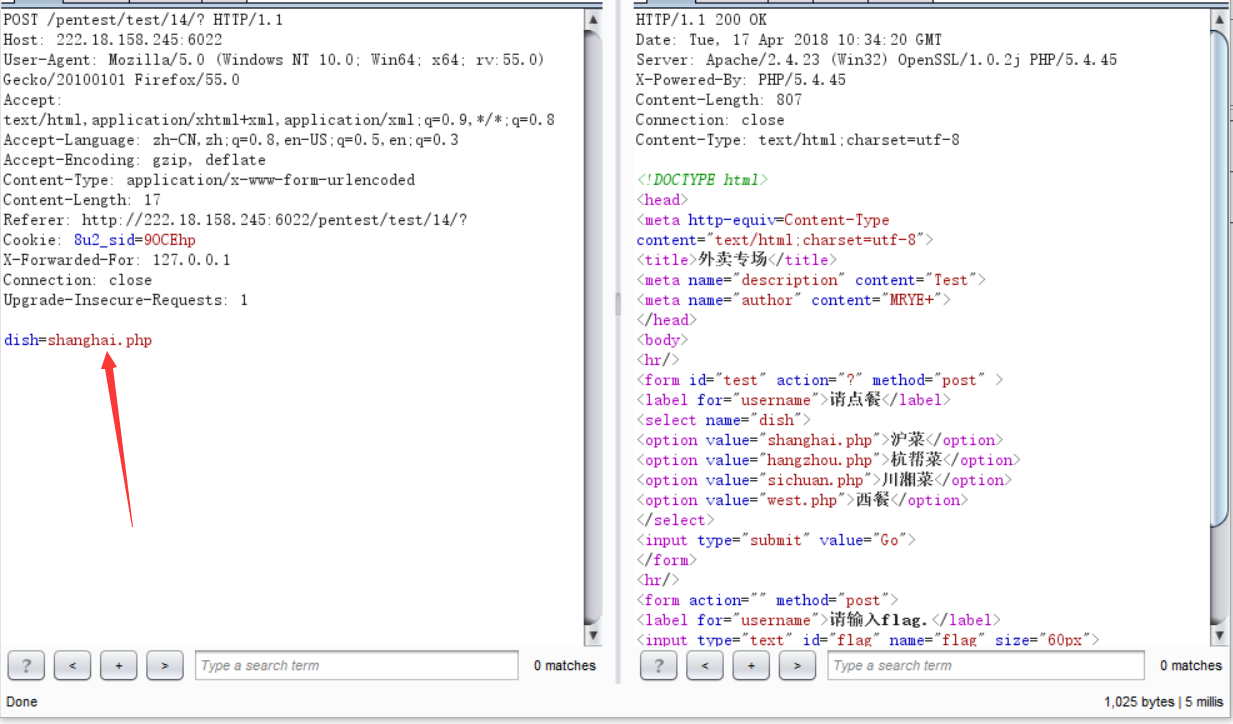 POST /pentest/test/14/? HTTP/1.1
Host: 222.18.158.245:6022
User-Agent: Mozilla/5.0 (Windows NT 10.0; Win64; x64; rv:55.0)
Gecko/20100101 Firefox/55.0
Accept:
text/html,application/xhtml+xml,application/xml;q=0.9,*/*;q=0.8
Accept-Language: zh-CN,zh;q=0.8,en-US;q=0.5,en;q=0.3
Accept-Encoding: gzip, deflate
Content-Type: application/x-www-form-urlencoded
Content-Length: 17
Referer: http://222.18.158.245:6022/pentest/test/14/?
Cookie: 8u2_sid=9OCEhp
X-Forwarded-For: 127.0.0.1
Connection: close
Upgrade-Insecure-Requests: 1
dish=shanghai.php
? < + > Type a search term 0 matches
HTTP/1.1 200 OK
Date: Tue, 17 Apr 2018 10:34:20 GMT
Server: Apache/2.4.23 (Win32) OpenSSL/1.0.2j PHP/5.4.45
X-Powered-By: PHP/5.4.45
Content-Length: 807
Connection: close
Content-Type: text/html;charset=utf-8
<!DOCTYPE html>
<head>
<meta http-equiv=Content-Type
content="text/html;charset=utf-8">
<title>外卖专场</title>
<meta name="description" content="Test">
<meta name="author" content="MRYE+">
</head>
<body>
<hr/>
<form id="test" action="?" method="post" >
<label for="username">请点餐</label>
<select name="dish">
<option value="shanghai.php">沪菜</option>
<option value="hangzhou.php">杭帮菜</option>
<option value="sichuan.php">川湘菜</option>
<option value="west.php">西餐</option>
</select>
<input type="submit" value="Go">
</form>
<hr/>
<form action="" method="post">
<label for="username">请输入flag.</label>
<input type="text" id="flag" name="flag" size="60px">
? < + > Type a search term 0 matches
Done
1,025 bytes | 5 millis